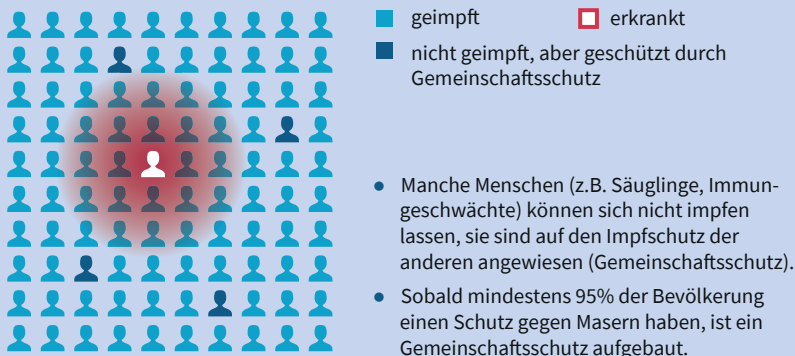 geimpft
erkrankt
nicht geimpft, aber geschützt durch
Gemeinschaftsschutz
• Manche Menschen (z.B. Säuglinge, Immun-
geschwächte) können sich nicht impfen
lassen, sie sind auf den Impfschutz der
anderen angewiesen (Gemeinschaftsschutz).
• Sobald mindestens 95% der Bevölkerung
einen Schutz gegen Masern haben, ist ein
Gemeinschaftsschutz aufgebaut.